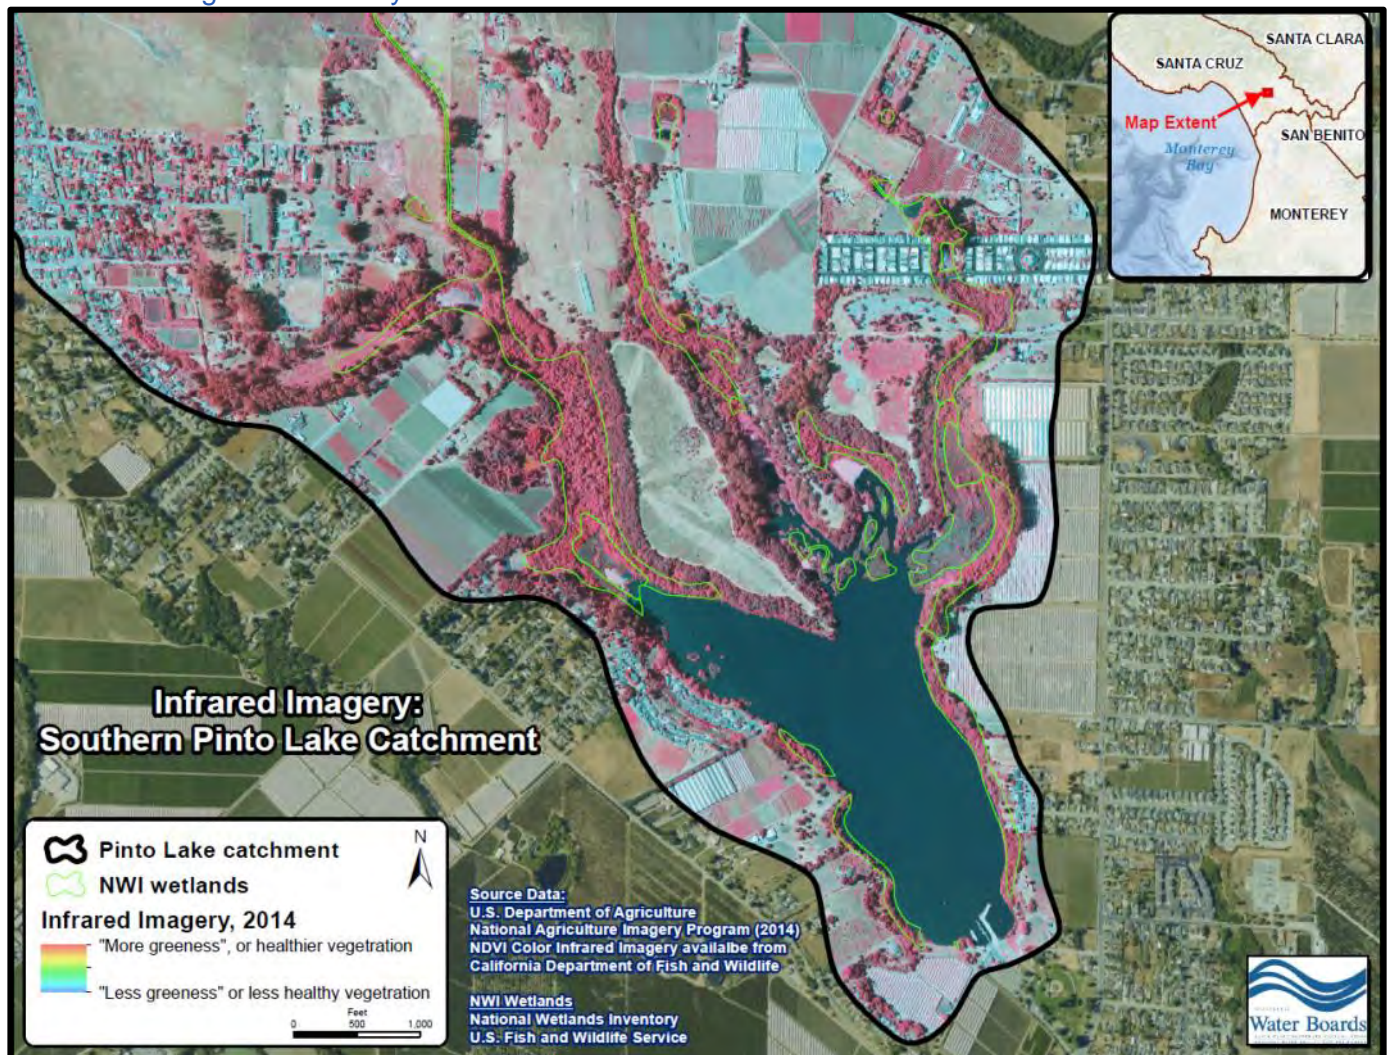 SANTA CLARA
SANTA CRUZ
Map Extent
SAN BENITO
Monterey
Bay
MONTEREY
Infrared Imagery:
Southern Pinto Lake Catchment
Pinto Lake catchment
N
NWI wetlands
Infrared Imagery, 2014
"More greeness", or healthier vegetration
"Less greeness" or less healthy vegetration
Feet
0 500 1,000
Source Data:
U.S. Department of Agriculture
National Agriculture Imagery Program (2014)
NDVI Color Infrared Imagery availalbe from
California Department of Fish and Wildlife
NWI Wetlands
National Wetlands Inventory
U.S. Fish and Wildlife Service
Water Boards